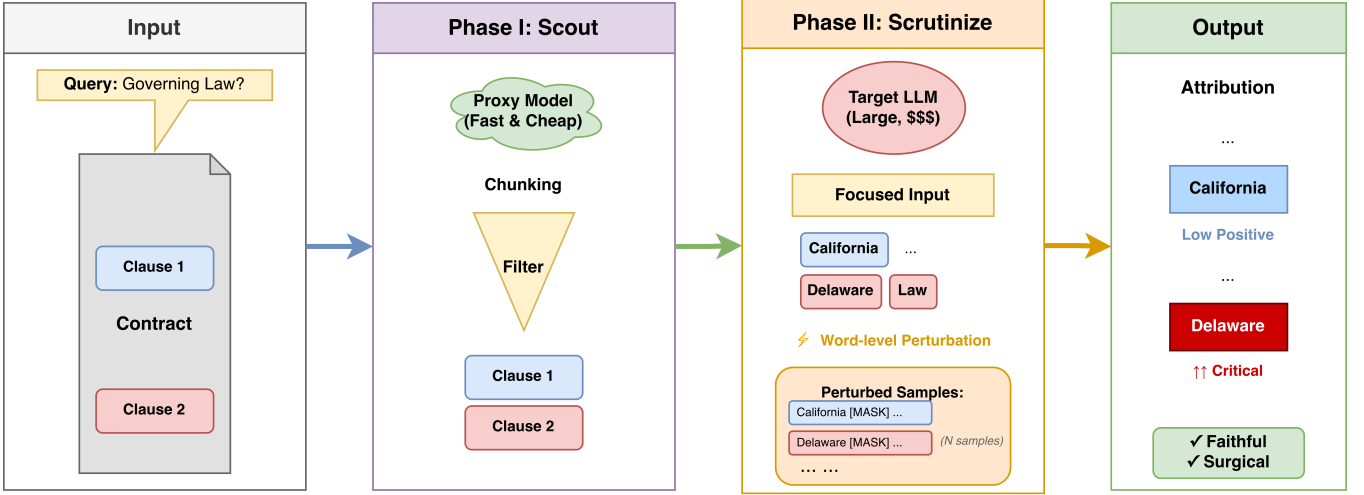 Input
Query: Governing Law?
Clause 1
Contract
Clause 2
Phase I: Scout
Proxy Model
(Fast & Cheap)
Chunking
Filter
Clause 1
Clause 2
Phase II: Scrutinize
Target LLM
(Large, $$$)
Focused Input
California ...
Delaware Law
⚡ Word-level Perturbation
Perturbed Samples:
California [MASK] ...
Delaware [MASK] ... (N samples)
... ...
Output
Attribution
...
California
Low Positive
...
Delaware
↑↑ Critical
✓ Faithful
✓ Surgical